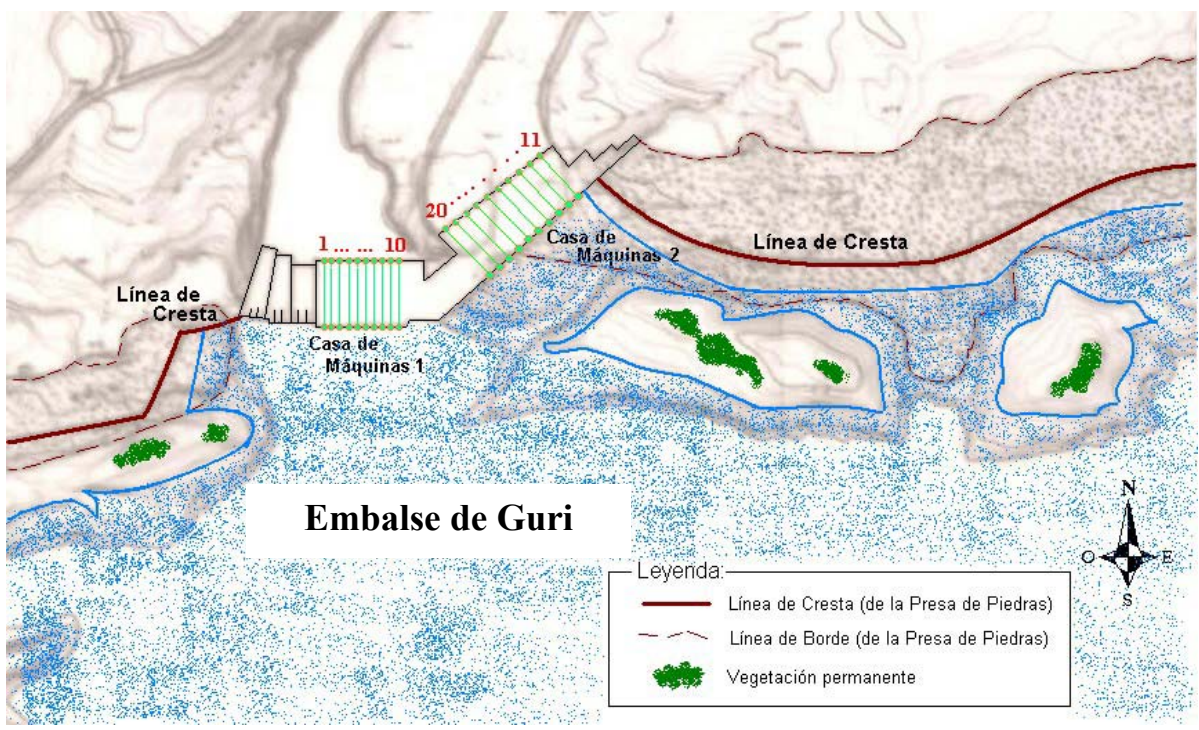 11
20
1 ... ... 10
Casa de
Máquinas 2
Línea de Cresta
Línea de
Cresta
Casa de
Máquinas 1
Embalse de Guri
N
O E
S
Leyenda:
Línea de Cresta (de la Presa de Piedras)
Línea de Borde (de la Presa de Piedras)
Vegetación permanente